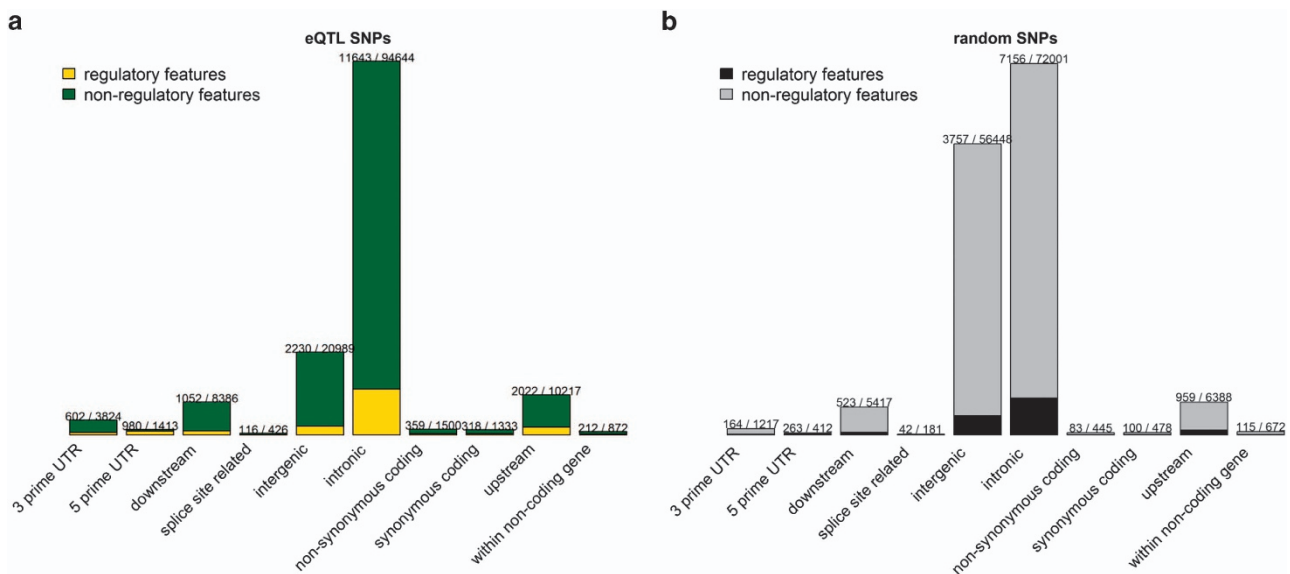 a
eQTL SNPs
11643 / 94644
regulatory features
non-regulatory features
2230 / 20989
602 / 3824
980 / 1413
1052 / 8386
116 / 426
359 / 1500
318 / 1333
2022 / 10217
212 / 872
3 prime UTR
5 prime UTR
downstream
splice site related
intergenic
intronic
non-synonymous coding
synonymous coding
upstream
within non-coding gene
b
random SNPs
7156 / 72001
regulatory features
non-regulatory features
3757 / 56448
164 / 1217
263 / 412
523 / 5417
42 / 181
83 / 445
100 / 478
959 / 6388
115 / 672
3 prime UTR
5 prime UTR
downstream
splice site related
intergenic
intronic
non-synonymous coding
synonymous coding
upstream
within non-coding gene